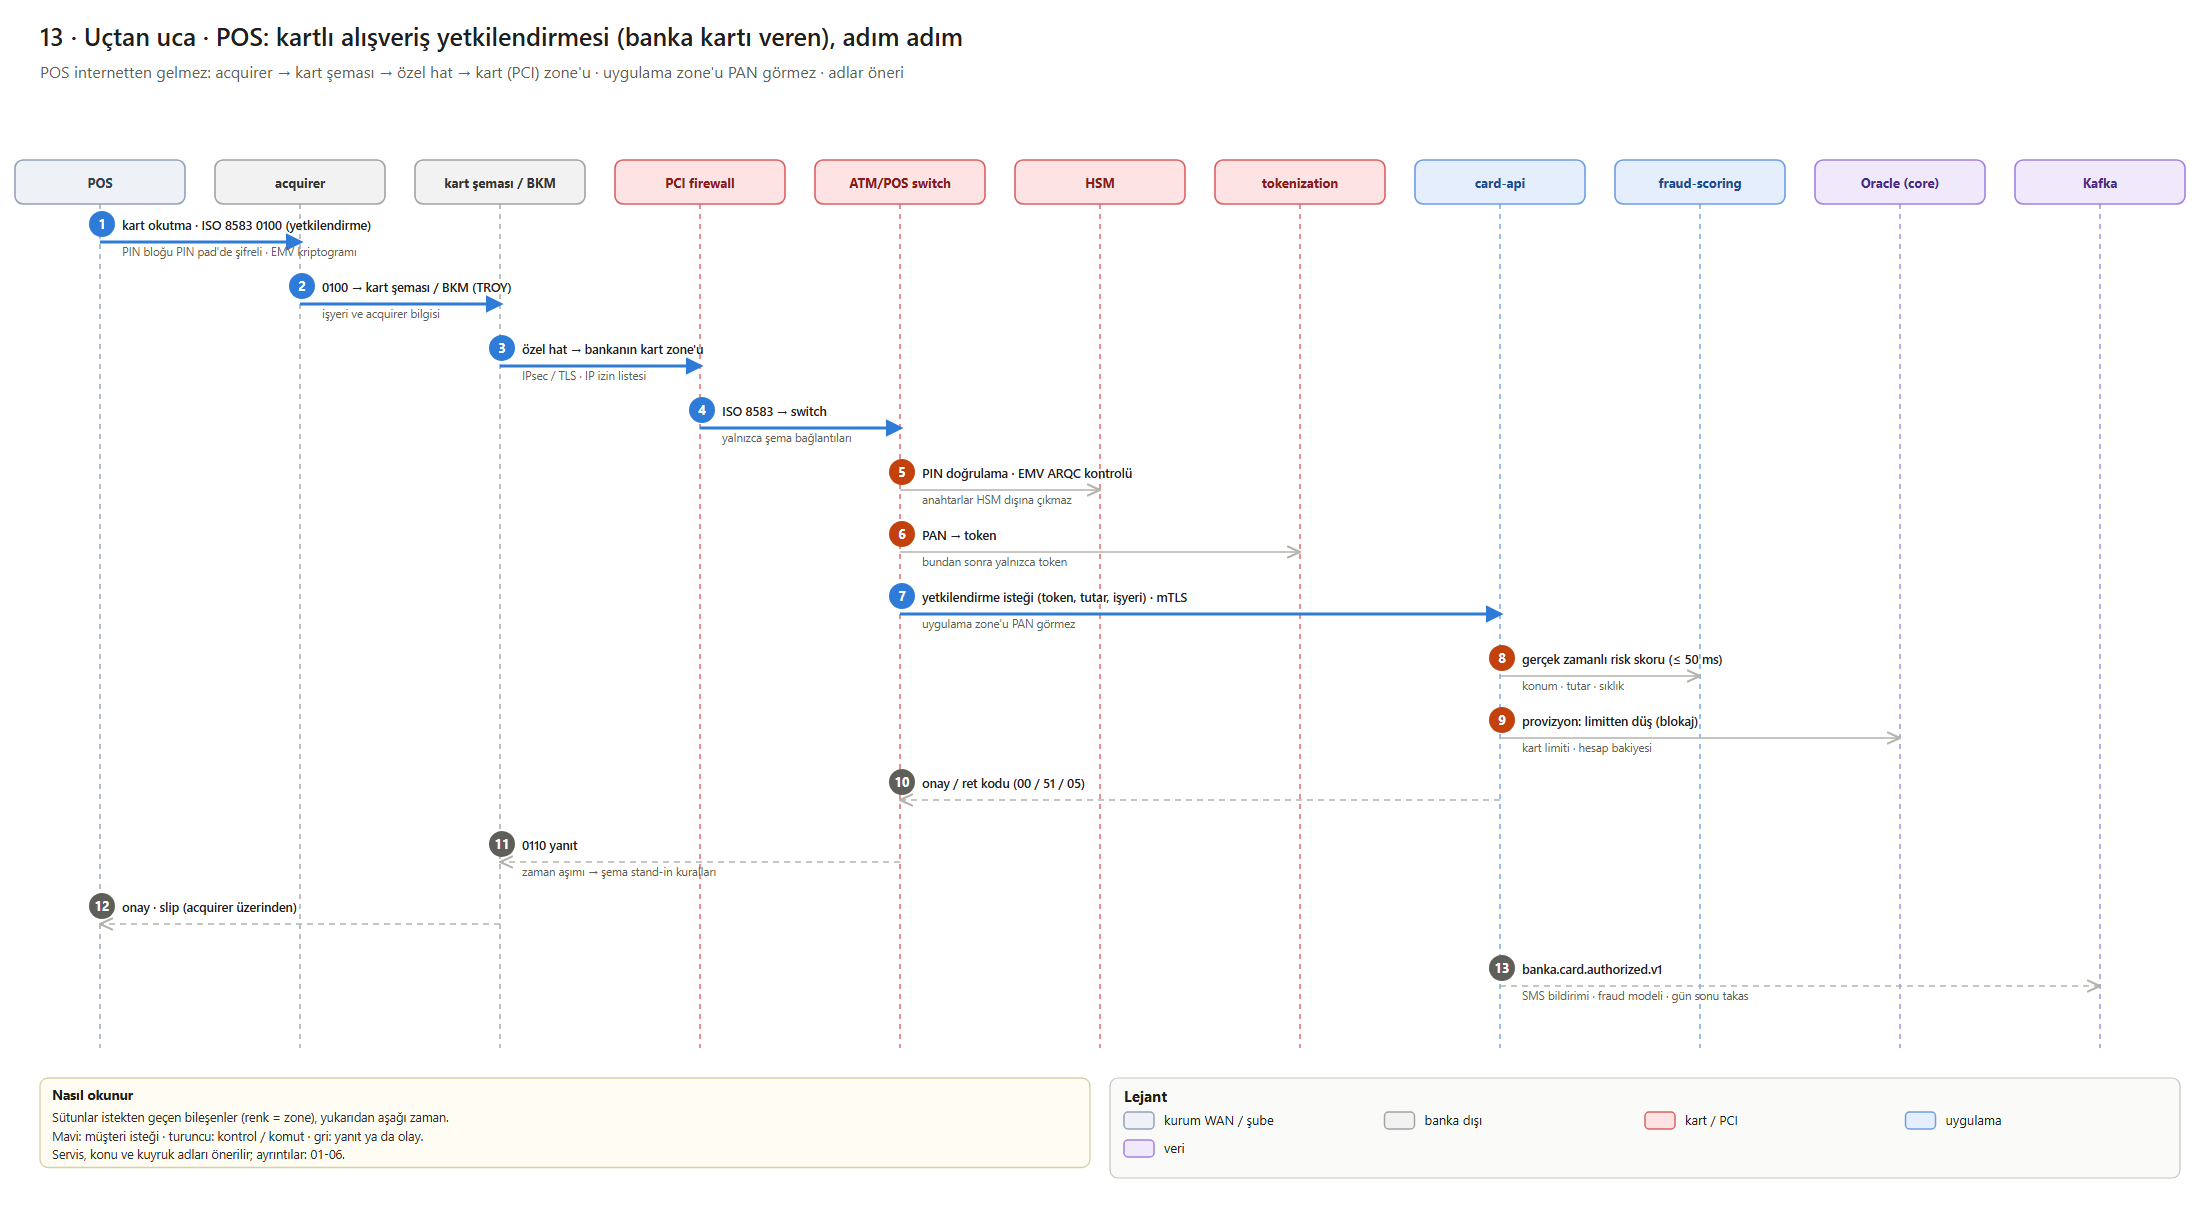 13 · Uçtan uca · POS: kartlı alışveriş yetkilendirmesi (banka kartı veren), adım adım
POS internetten gelmez: acquirer → kart şeması → özel hat → kart (PCI) zone'u · uygulama zone'u PAN görmez · adlar öneri
POS
acquirer
kart şeması / BKM
PCI firewall
ATM/POS switch
HSM
tokenization
card-api
fraud-scoring
Oracle (core)
Kafka
1 kart okutma · ISO 8583 0100 (yetkilendirme)
PIN bloğu PIN pad'de şifreli · EMV kriptogramı
2 0100 → kart şeması / BKM (TROY)
işyeri ve acquirer bilgisi
3 özel hat → bankanın kart zone'u
IPsec / TLS · IP izin listesi
4 ISO 8583 → switch
yalnızca şema bağlantıları
5 PIN doğrulama · EMV ARQC kontrolü
anahtarlar HSM dışına çıkmaz
6 PAN → token
bundan sonra yalnızca token
7 yetkilendirme isteği (token, tutar, işyeri) · mTLS
uygulama zone'u PAN görmez
8 gerçek zamanlı risk skoru (≤ 50 ms)
konum · tutar · sıklık
9 provizyon: limitten düş (blokaj)
kart limiti · hesap bakiyesi
10 onay / ret kodu (00 / 51 / 05)
11 0110 yanıt
zaman aşımı → şema stand-in kuralları
12 onay · slip (acquirer üzerinden)
13 banka.card.authorized.v1
SMS bildirimi · fraud modeli · gün sonu takas
Nasıl okunur
Sütunlar istekten geçen bileşenler (renk = zone), yukarıdan aşağı zaman.
Mavi: müşteri isteği · turuncu: kontrol / komut · gri: yanıt ya da olay.
Servis, konu ve kuyruk adları önerilir; ayrıntılar: 01-06.
Lejant
kurum WAN / şube
banka dışı
kart / PCI
uygulama
veri